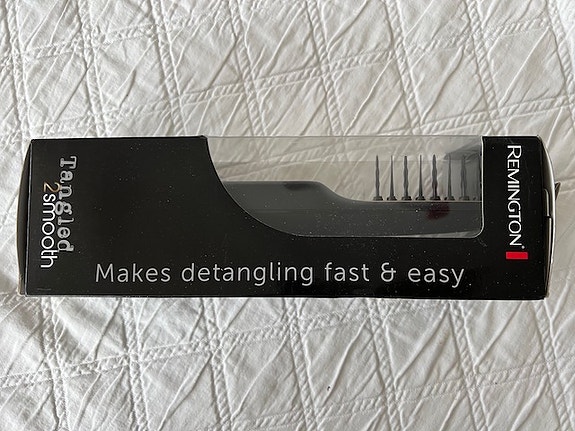 Tangled
2smooth
Makes detangling fast & easy
REMINGTON®